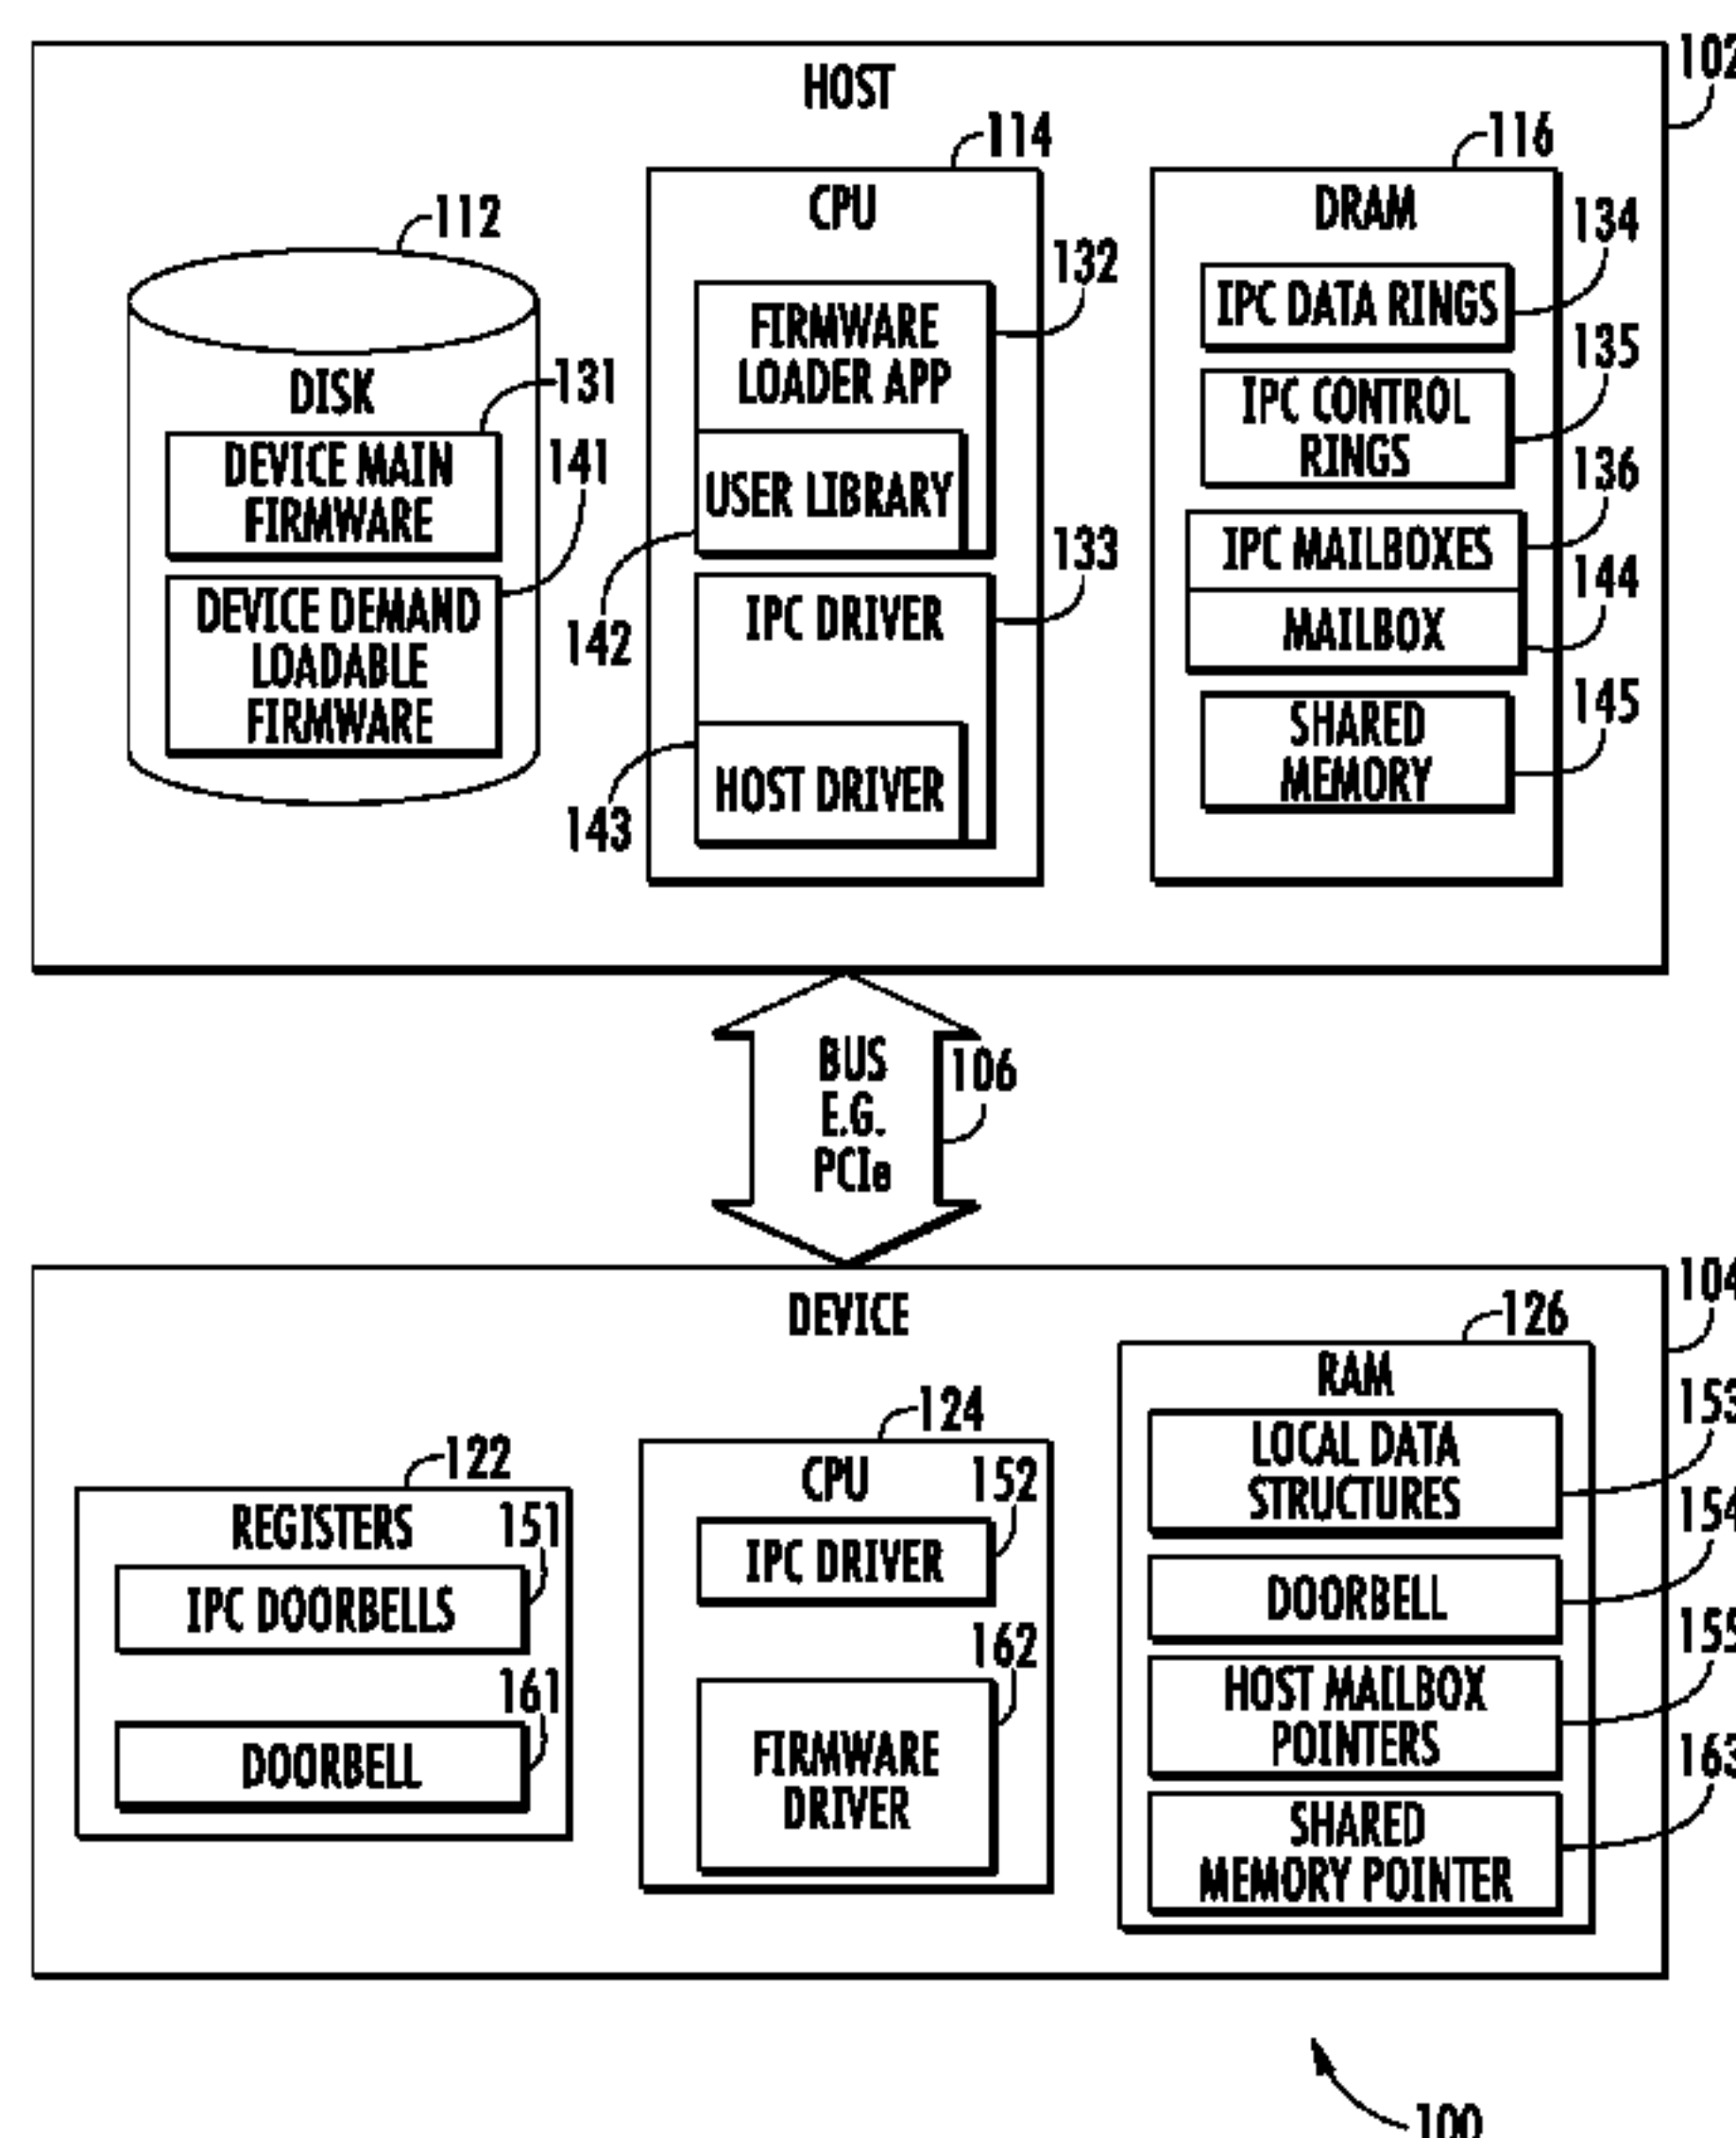 HOST
102
112
DISK
131
DEVICE MAIN
FIRMWARE
141
DEVICE DEMAND
LOADABLE
FIRMWARE
114
CPU
132
FIRMWARE
LOADER APP
USER LIBRARY
142
133
IPC DRIVER
HOST DRIVER
143
116
DRAM
134
IPC DATA RINGS
135
IPC CONTROL
RINGS
136
IPC MAILBOXES
144
MAILBOX
145
SHARED
MEMORY
BUS
E.G.
PCIe
106
DEVICE
104
122
REGISTERS
151
IPC DOORBELLS
161
DOORBELL
124
CPU
152
IPC DRIVER
162
FIRMWARE
DRIVER
126
RAM
153
LOCAL DATA
STRUCTURES
154
DOORBELL
155
HOST MAILBOX
POINTERS
163
SHARED
MEMORY POINTER
100